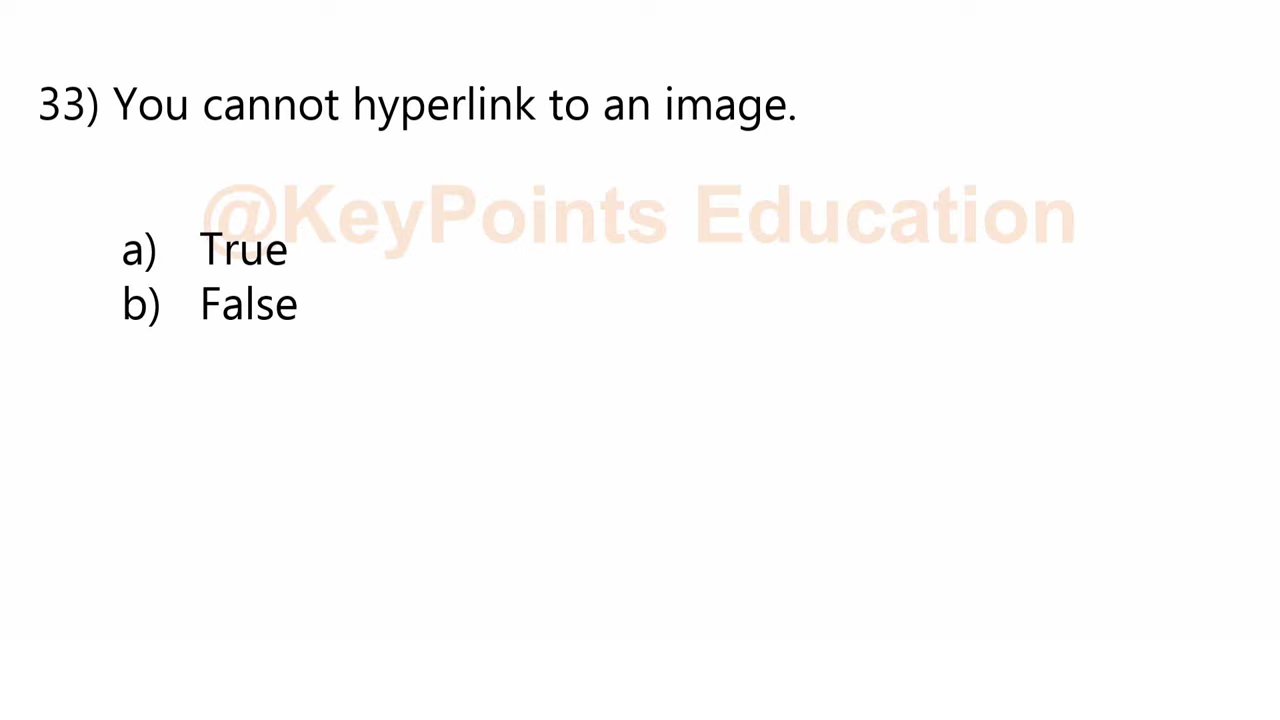 33) You cannot hyperlink to an image.
@KeyPoints Education
a) True
b) False